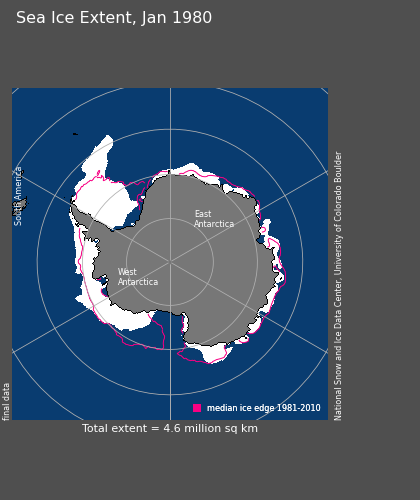 Sea Ice Extent, Jan 1980
South America
East
Antarctica
West
Antarctica
National Snow and Ice Data Center, University of Colorado Boulder
final data
median ice edge 1981-2010
Total extent = 4.6 million sq km